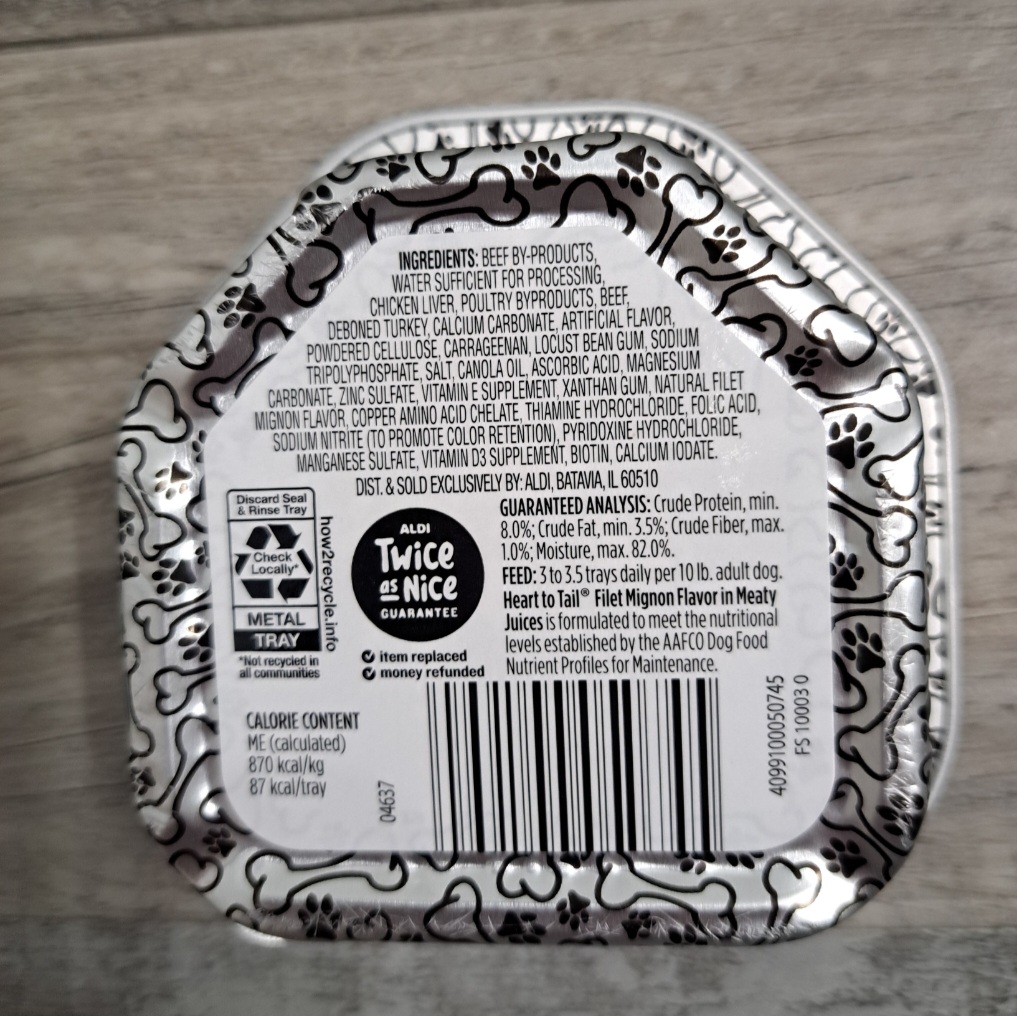 INGREDIENTS: BEEF BY-PRODUCTS,
WATER SUFFICIENT FOR PROCESSING,
CHICKEN LIVER, POULTRY BYPRODUCTS, BEEF,
DEBONED TURKEY, CALCIUM CARBONATE, ARTIFICIAL FLAVOR,
POWDERED CELLULOSE, CARRAGEENAN, LOCUST BEAN GUM, SODIUM
TRIPOLYPHOSPHATE, SALT, CANOLA OIL, ASCORBIC ACID, MAGNESIUM
CARBONATE, ZINC SULFATE, VITAMIN E SUPPLEMENT, XANTHAN GUM, NATURAL FILET
MIGNON FLAVOR, COPPER AMINO ACID CHELATE, THIAMINE HYDROCHLORIDE, FOLIC ACID,
SODIUM NITRITE (TO PROMOTE COLOR RETENTION), PYRIDOXINE HYDROCHLORIDE,
MANGANESE SULFATE, VITAMIN D3 SUPPLEMENT, BIOTIN, CALCIUM IODATE.
DIST. & SOLD EXCLUSIVELY BY: ALDI, BATAVIA, IL 60510
Discard Seal
& Rinse Tray
Check
Locally*
METAL
TRAY
*Not recycled in
all communities
how2recycle.info
ALDI
Twice
as Nice
GUARANTEE
item replaced
money refunded
GUARANTEED ANALYSIS: Crude Protein, min.
8.0%; Crude Fat, min. 3.5%; Crude Fiber, max.
1.0%; Moisture, max. 82.0%.
FEED: 3 to 3.5 trays daily per 10 lb. adult dog.
Heart to Tail® Filet Mignon Flavor in Meaty
Juices is formulated to meet the nutritional
levels established by the AAFCO Dog Food
Nutrient Profiles for Maintenance.
CALORIE CONTENT
ME (calculated)
870 kcal/kg
87 kcal/tray
04637
4099100050745
FS 10003 0